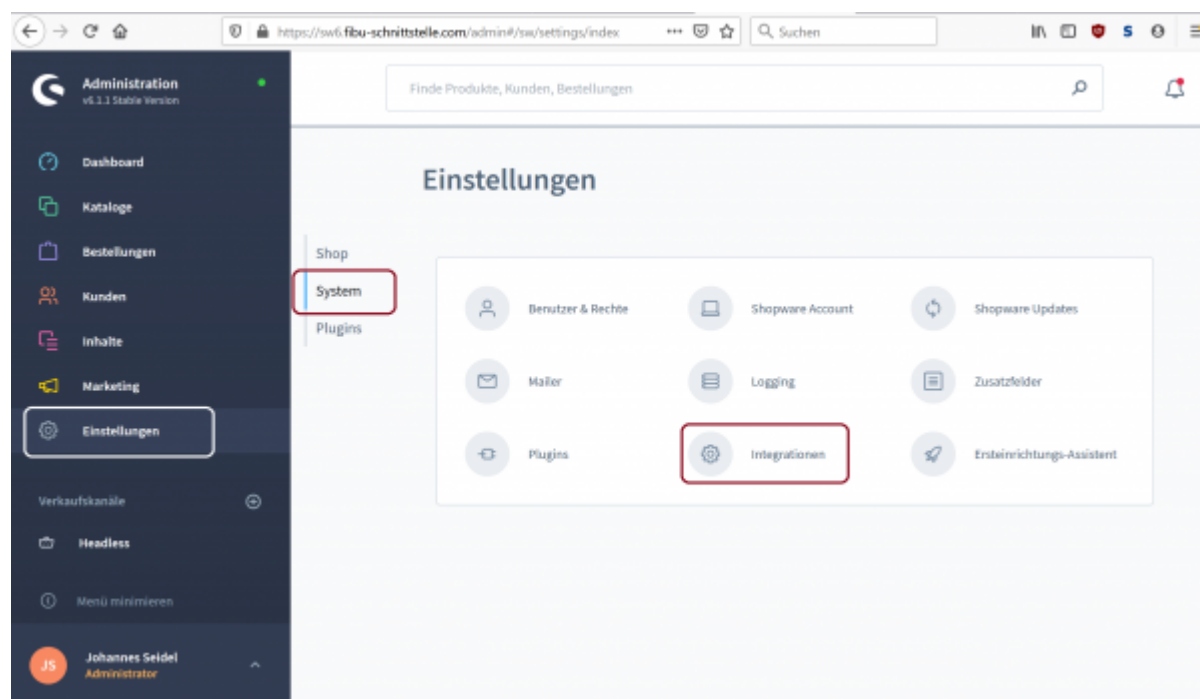 https://sw6.fibu-schnittstelle.com/admin#/sw/settings/index
Suchen
S
Administration
v6.1.1 Stable Version
Finde Produkte, Kunden, Bestellungen
Dashboard
Kataloge
Bestellungen
Kunden
Inhalte
Marketing
Einstellungen
Verkaufskanäle
Headless
Menü minimieren
JS
Johannes Seidel
Administrator
Einstellungen
Shop
System
Plugins
Benutzer & Rechte
Shopware Account
Shopware Updates
Mailer
Logging
Zusatzfelder
Plugins
Integrationen
Ersteinrichtungs-Assistent